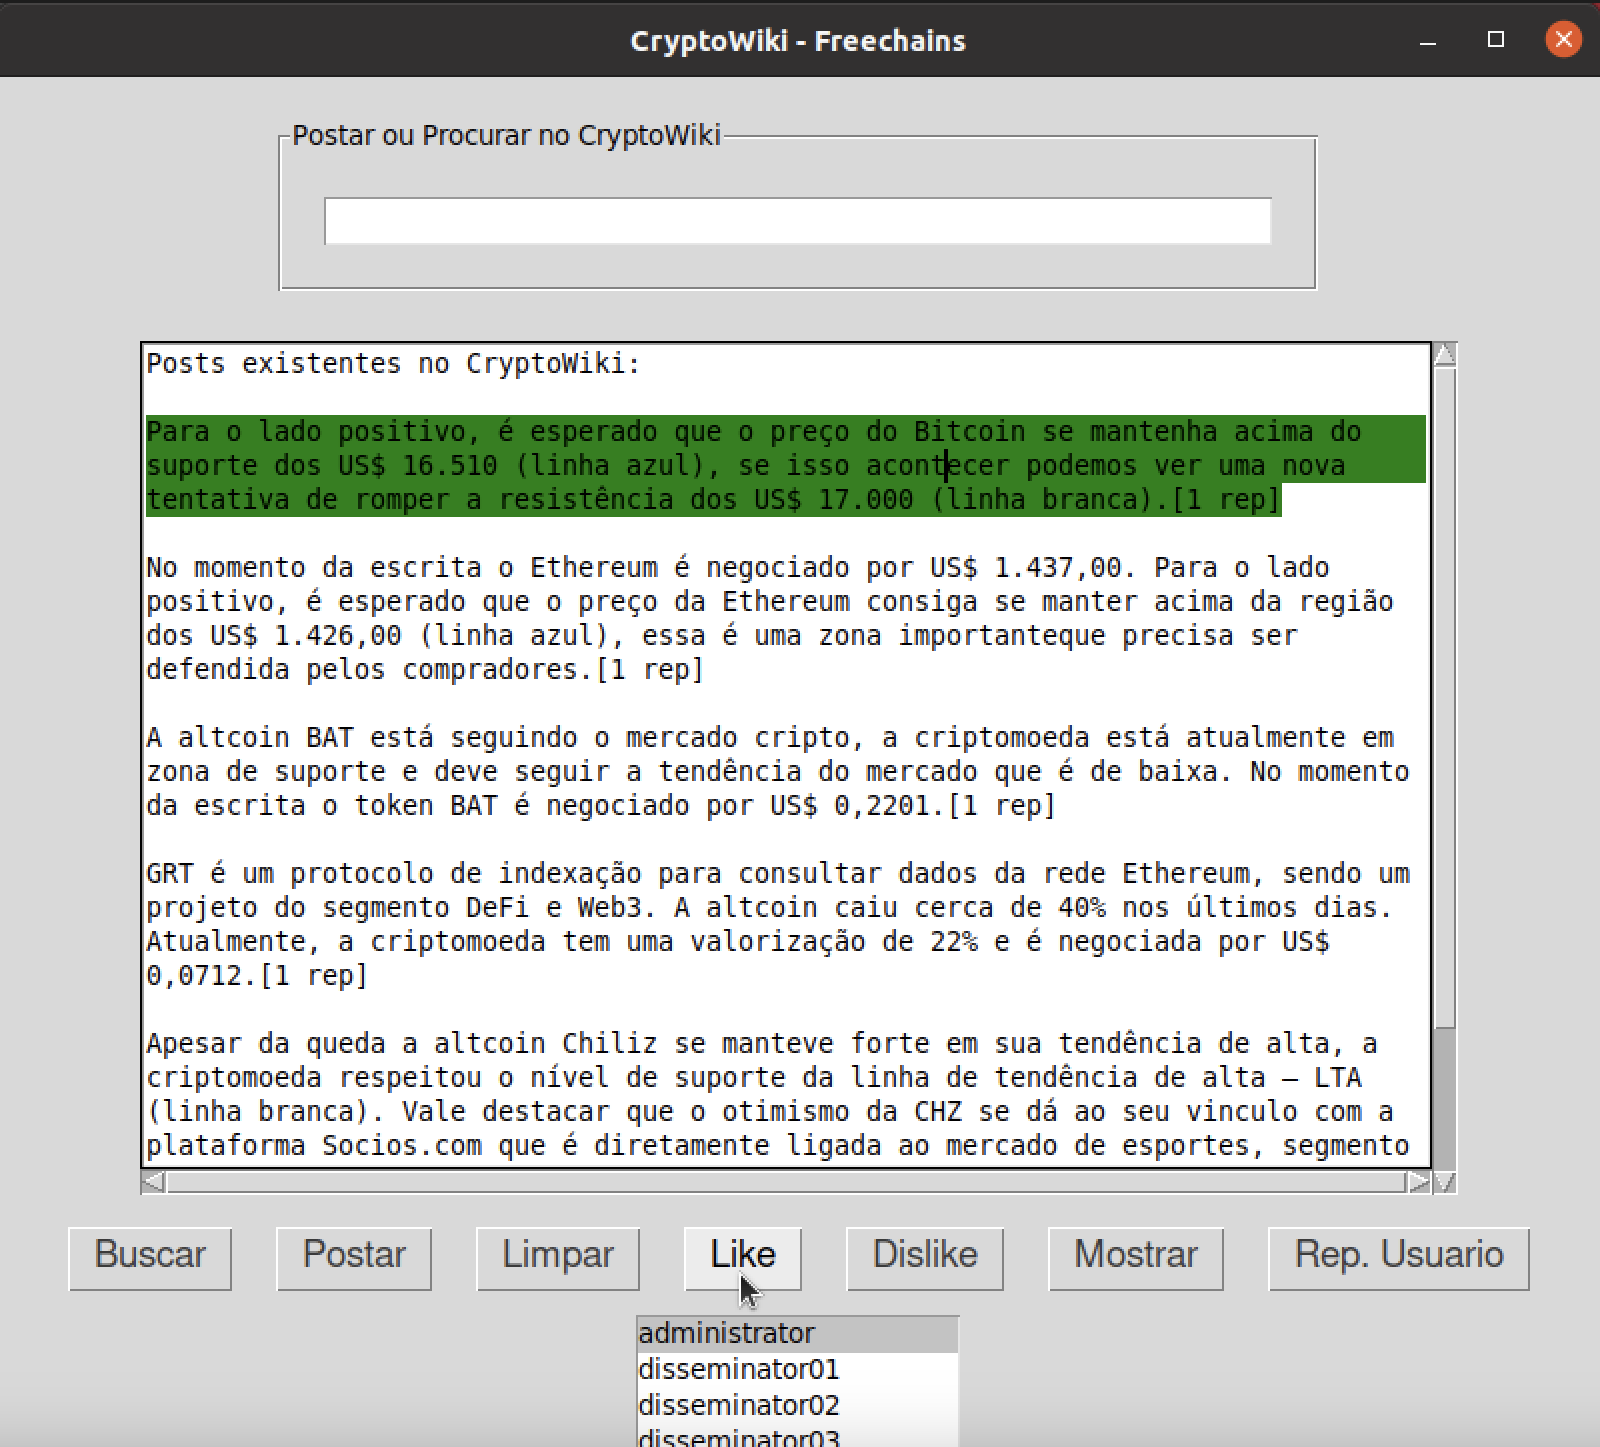 CryptoWiki - Freechains
Postar ou Procurar no CryptoWiki
Posts existentes no CryptoWiki:
Para o lado positivo, é esperado que o preço do Bitcoin se mantenha acima do
suporte dos US$ 16.510 (linha azul), se isso acontecer podemos ver uma nova
tentativa de romper a resistência dos US$ 17.000 (linha branca).[1 rep]
No momento da escrita o Ethereum é negociado por US$ 1.437,00. Para o lado
positivo, é esperado que o preço da Ethereum consiga se manter acima da região
dos US$ 1.426,00 (linha azul), essa é uma zona importanteque precisa ser
defendida pelos compradores.[1 rep]
A altcoin BAT está seguindo o mercado cripto, a criptomoeda está atualmente em
zona de suporte e deve seguir a tendência do mercado que é de baixa. No momento
da escrita o token BAT é negociado por US$ 0,2201.[1 rep]
GRT é um protocolo de indexação para consultar dados da rede Ethereum, sendo um
projeto do segmento DeFi e Web3. A altcoin caiu cerca de 40% nos últimos dias.
Atualmente, a criptomoeda tem uma valorização de 22% e é negociada por US$
0,0712.[1 rep]
Apesar da queda a altcoin Chiliz se manteve forte em sua tendência de alta, a
criptomoeda respeitou o nível de suporte da linha de tendência de alta – LTA
(linha branca). Vale destacar que o otimismo da CHZ se dá ao seu vinculo com a
plataforma Socios.com que é diretamente ligada ao mercado de esportes, segmento
Buscar Postar Limpar Like Dislike Mostrar Rep. Usuario
administrator
disseminator01
disseminator02
disseminator03